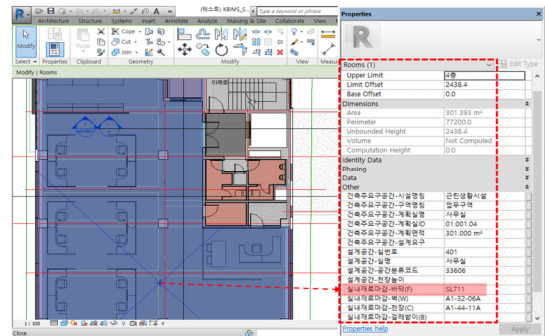 (테스트) KBIMS_S...
Type a keyword or phrase
Architecture Structure Systems Insert Annotate Analyze Massing & Site Collaborate View
Modify
Paste
Cope
Cut
Join
Select Properties Clipboard Geometry Modify View Measu
Modify | Rooms
Properties
R
Rooms (1)
Edit Type
Upper Limit 4층
Limit Offset 2438.4
Base Offset 0.0
Dimensions
Area 301.393 m²
Perimeter 77200.0
Unbounded Height 2438.4
Volume Not Computed
Computation Height 0.0
Identity Data
Phasing
Data
Other
건축주요구공간-시설명칭 근린생활시설
건축주요구공간-구역명칭 업무구역
건축주요구공간-계획실명 사무실
건축주요구공간-계획실ID 01.001.04
건축주요구공간-계획면적 301.000 m²
건축주요구공간-설계요구
설계공간-실번호 401
설계공간-실명 사무실
설계공간-공간분류코드 33606
설계공간-천장높이
실내재료마감-바닥(F) SL711
실내재료마감-벽(W) A1-32-06A
실내재료마감-천장(C) A1-44-11A
실내재료마감-걸레받이(B)
Properties help
Apply
1 : 100
Close